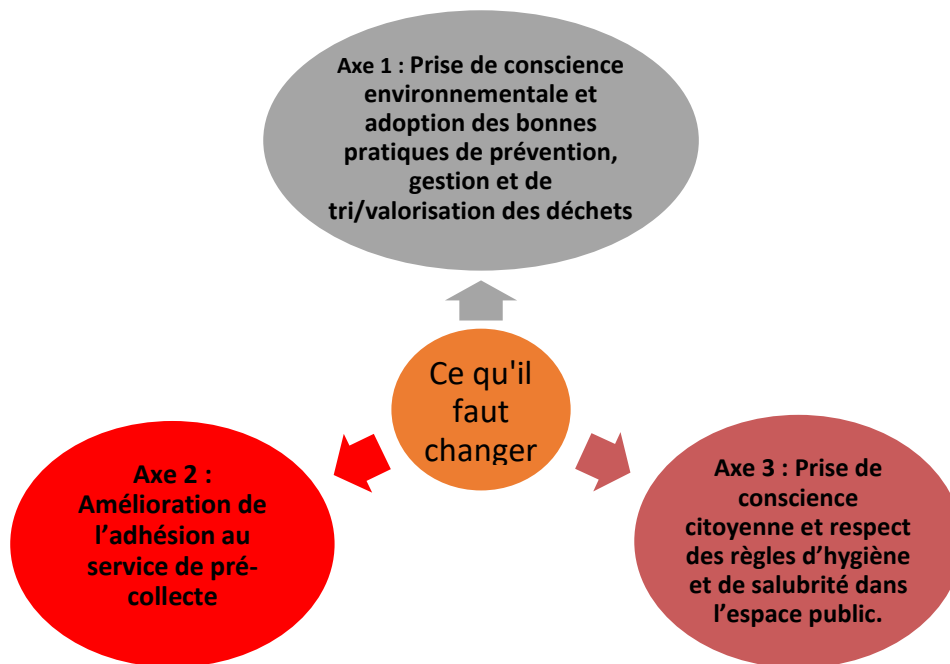 Axe 1 : Prise de conscience
environnementale et
adoption des bonnes
pratiques de prévention,
gestion et de
tri/valorisation des déchets
Ce qu'il
faut
changer
Axe 2 :
Amélioration de
l’adhésion au
service de pré-
collecte
Axe 3 : Prise de
conscience
citoyenne et respect
des règles d’hygiène
et de salubrité dans
l’espace public.